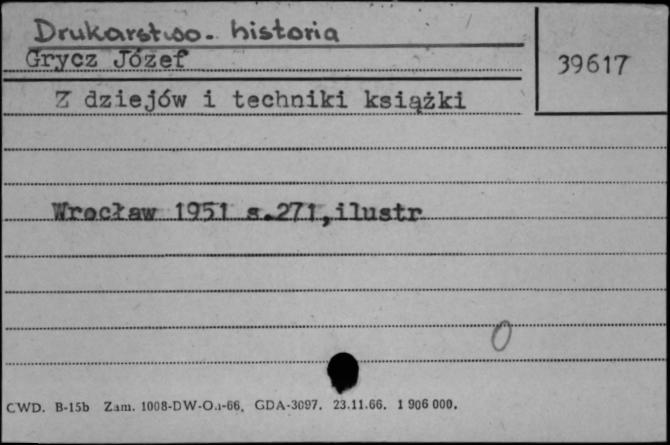 Drukarstwo - historia
Grycz Józef
39617
Z dziejów i techniki książki
Wrocław 1951 s.271,ilustr
0
CWD. B-15b Zam. 1008-DW-O.i-66. GDA-3097. 23.11.66. 1 906 000.